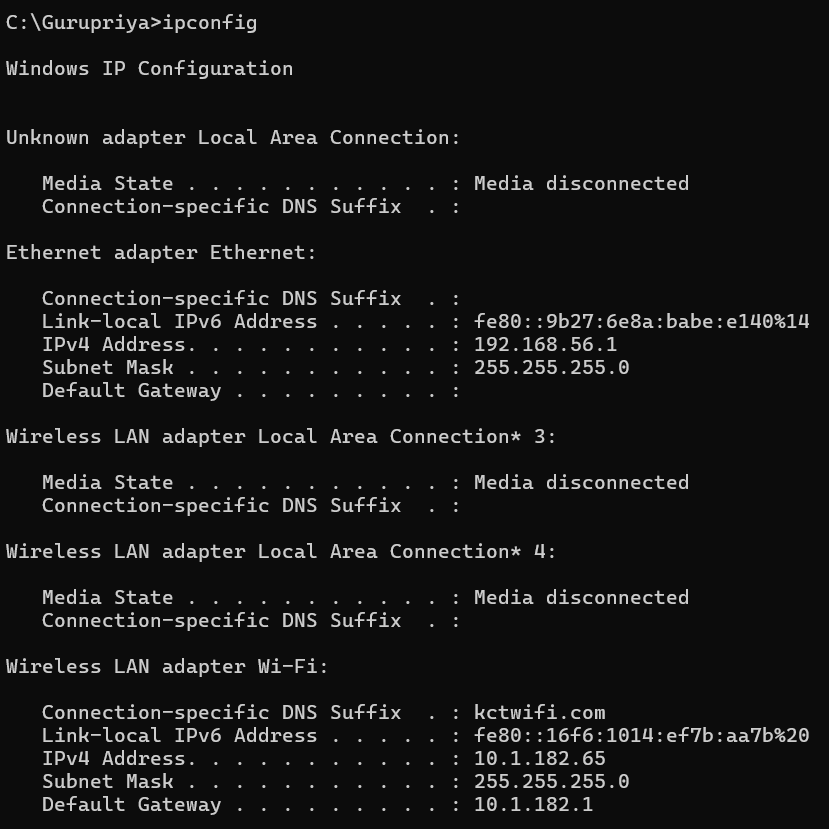 C:\Gurupriya>ipconfig
Windows IP Configuration
Unknown adapter Local Area Connection:
   Media State . . . . . . . . . . . : Media disconnected
   Connection-specific DNS Suffix  . :
Ethernet adapter Ethernet:
   Connection-specific DNS Suffix  . :
   Link-local IPv6 Address . . . . . : fe80::9b27:6e8a:babe:e140%14
   IPv4 Address. . . . . . . . . . . : 192.168.56.1
   Subnet Mask . . . . . . . . . . . : 255.255.255.0
   Default Gateway . . . . . . . . . :
Wireless LAN adapter Local Area Connection* 3:
   Media State . . . . . . . . . . . : Media disconnected
   Connection-specific DNS Suffix  . :
Wireless LAN adapter Local Area Connection* 4:
   Media State . . . . . . . . . . . : Media disconnected
   Connection-specific DNS Suffix  . :
Wireless LAN adapter Wi-Fi:
   Connection-specific DNS Suffix  . : kctwifi.com
   Link-local IPv6 Address . . . . . : fe80::16f6:1014:ef7b:aa7b%20
   IPv4 Address. . . . . . . . . . . : 10.1.182.65
   Subnet Mask . . . . . . . . . . . : 255.255.255.0
   Default Gateway . . . . . . . . . : 10.1.182.1